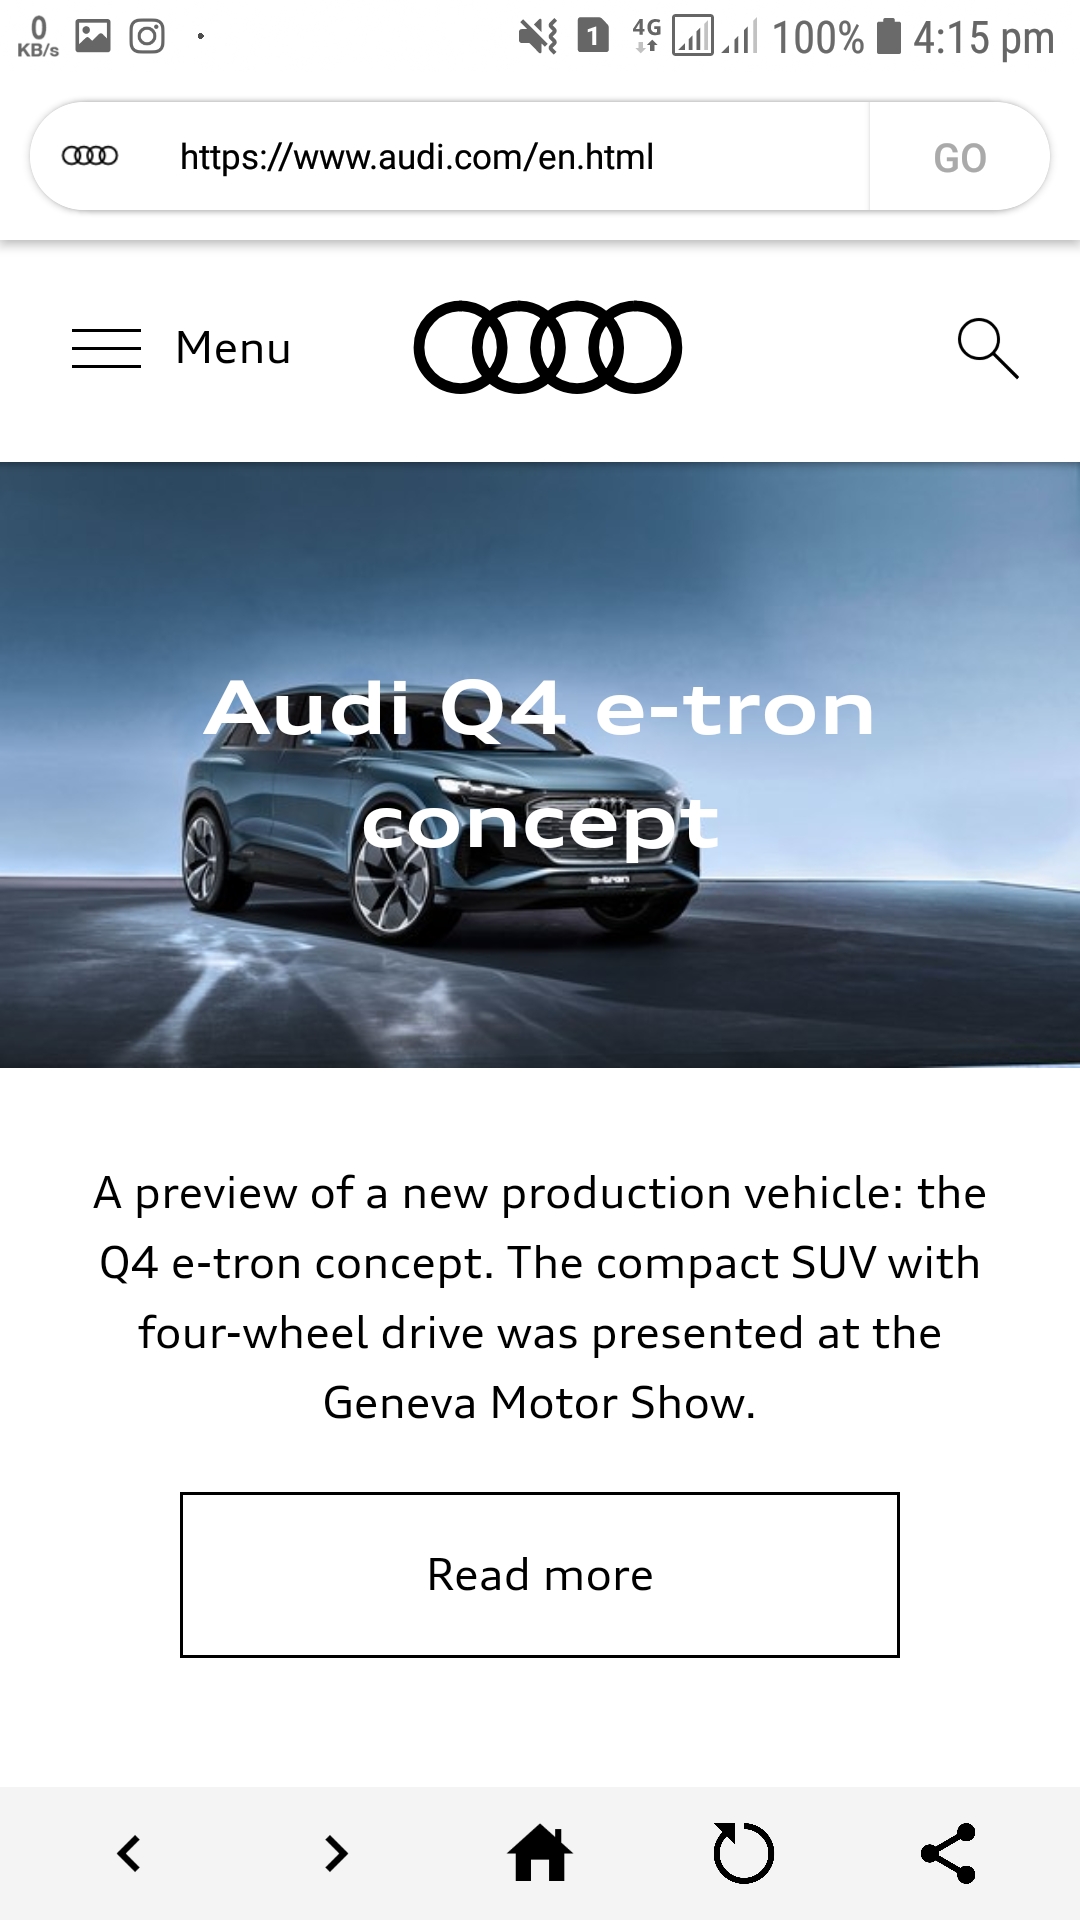 0
KB/s
1
4G
100%
4:15 pm
https://www.audi.com/en.html
GO
Menu
Audi Q4 e-tron
concept
e-tron
A preview of a new production vehicle: the
Q4 e-tron concept. The compact SUV with
four-wheel drive was presented at the
Geneva Motor Show.
Read more